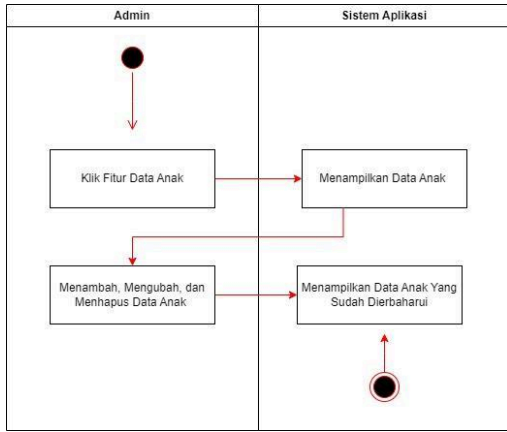 Admin
Sistem Aplikasi
Klik Fitur Data Anak
Menampilkan Data Anak
Menambah, Mengubah, dan
Menhapus Data Anak
Menampilkan Data Anak Yang
Sudah Dierbaharui